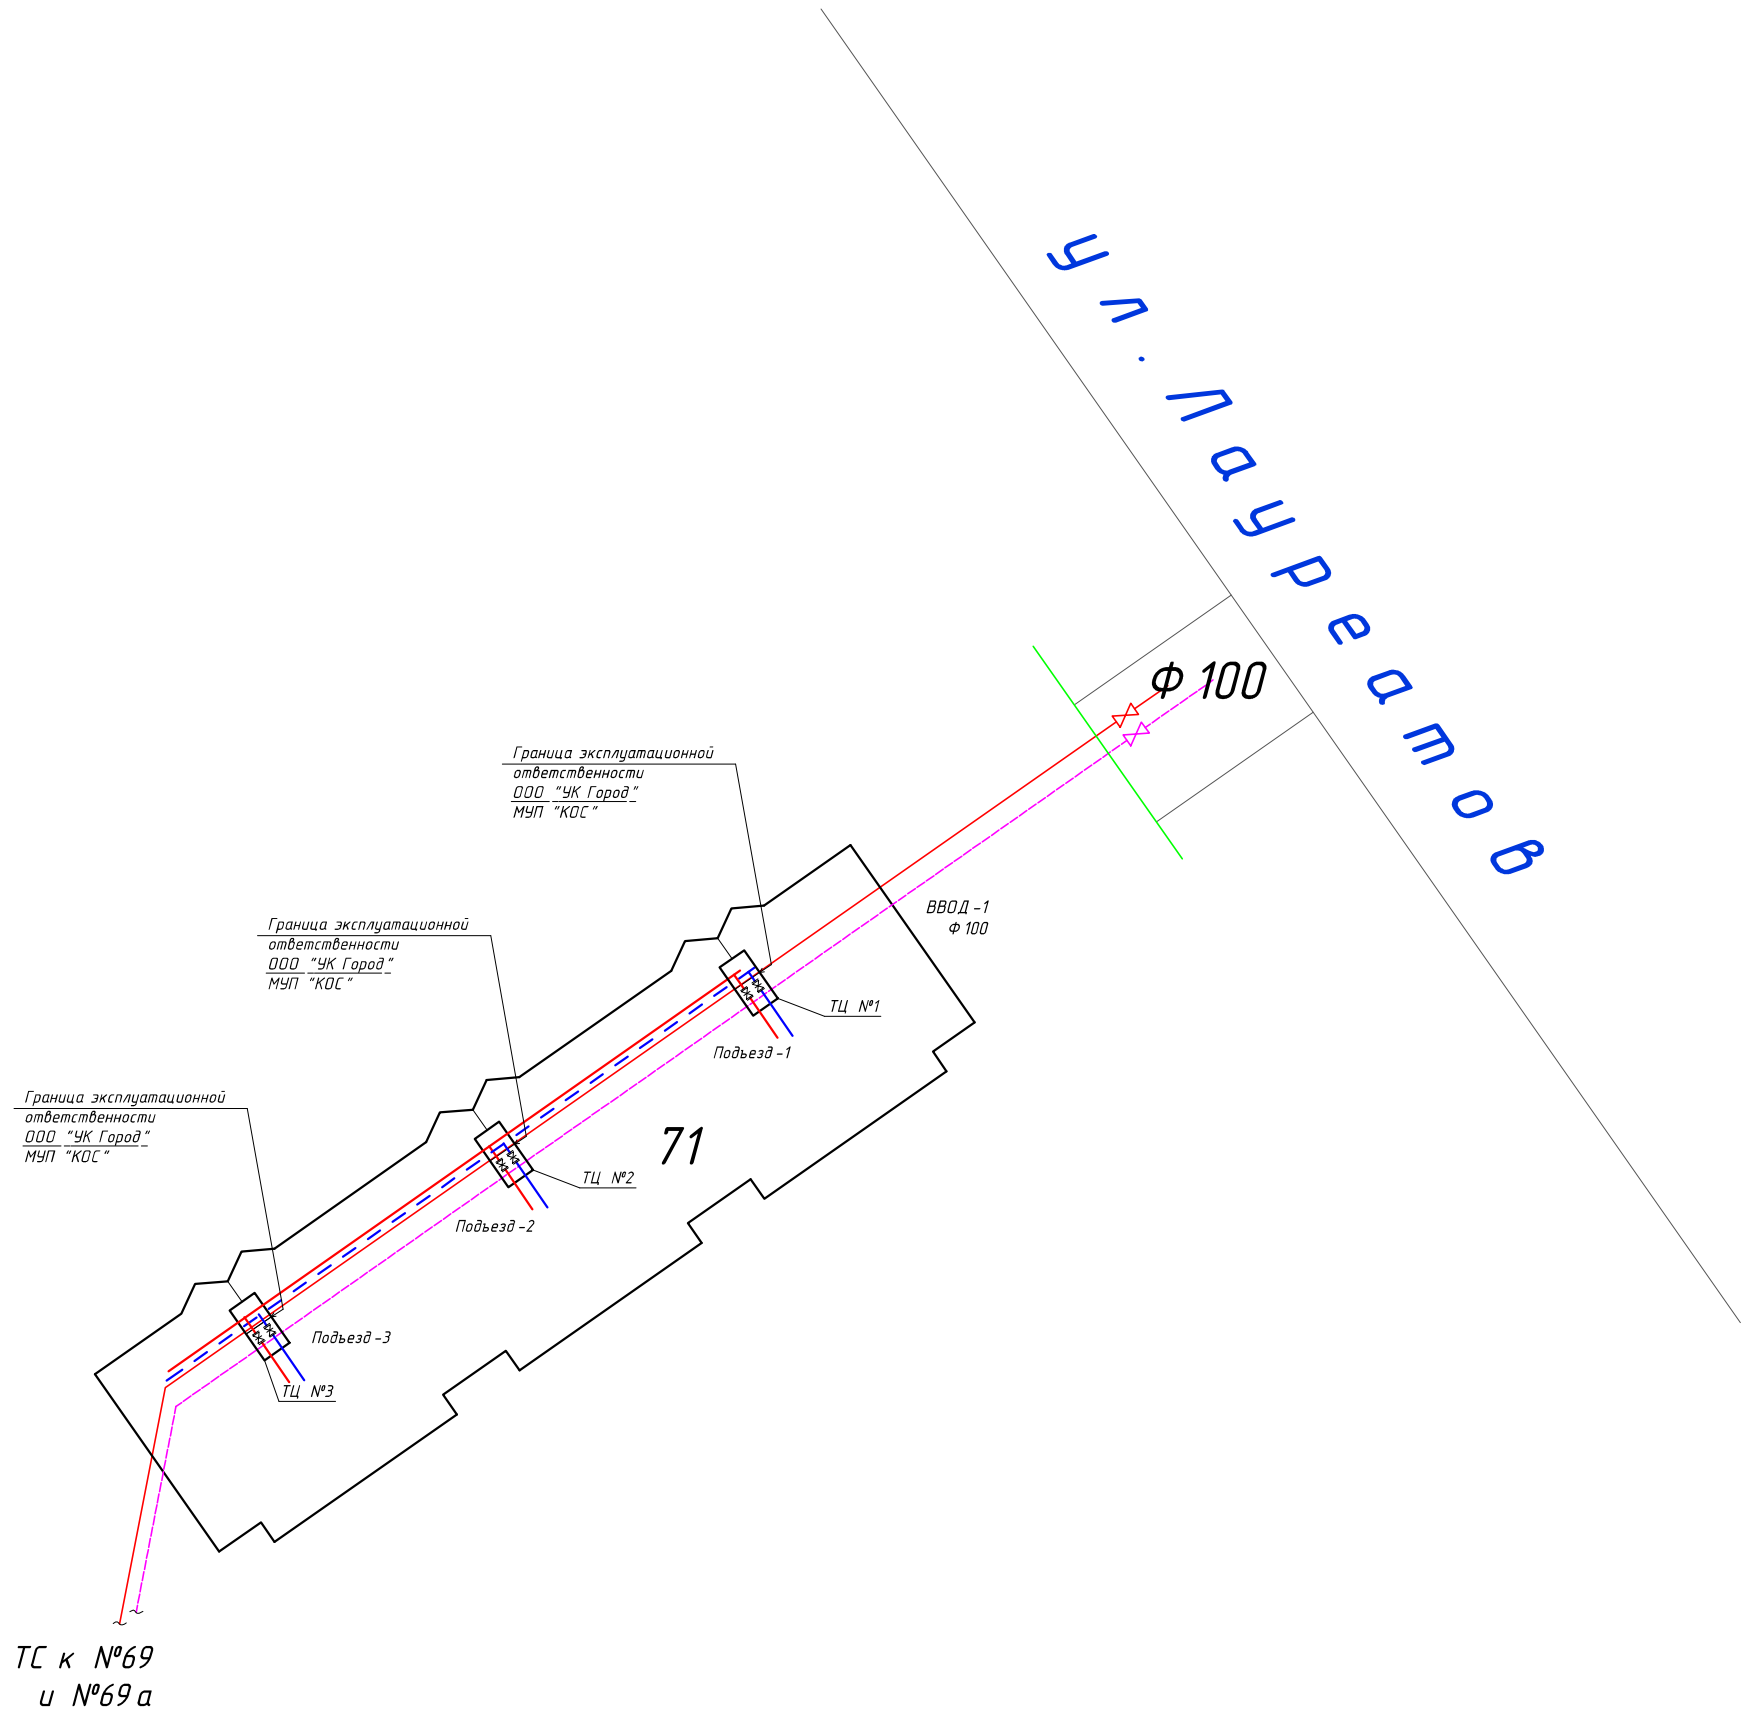 ул. Лауреатов
Ф 100
Граница эксплуатационной
ответственности
ООО "УК Город"
МУП "КОС"
ВВОД-1
Ф 100
Граница эксплуатационной
ответственности
ООО "УК Город"
МУП "КОС"
ТЦ №1
Подъезд-1
Граница эксплуатационной
ответственности
ООО "УК Город"
МУП "КОС"
71
ТЦ №2
Подъезд-2
Подъезд-3
ТЦ №3
ТС к №69
и №69а